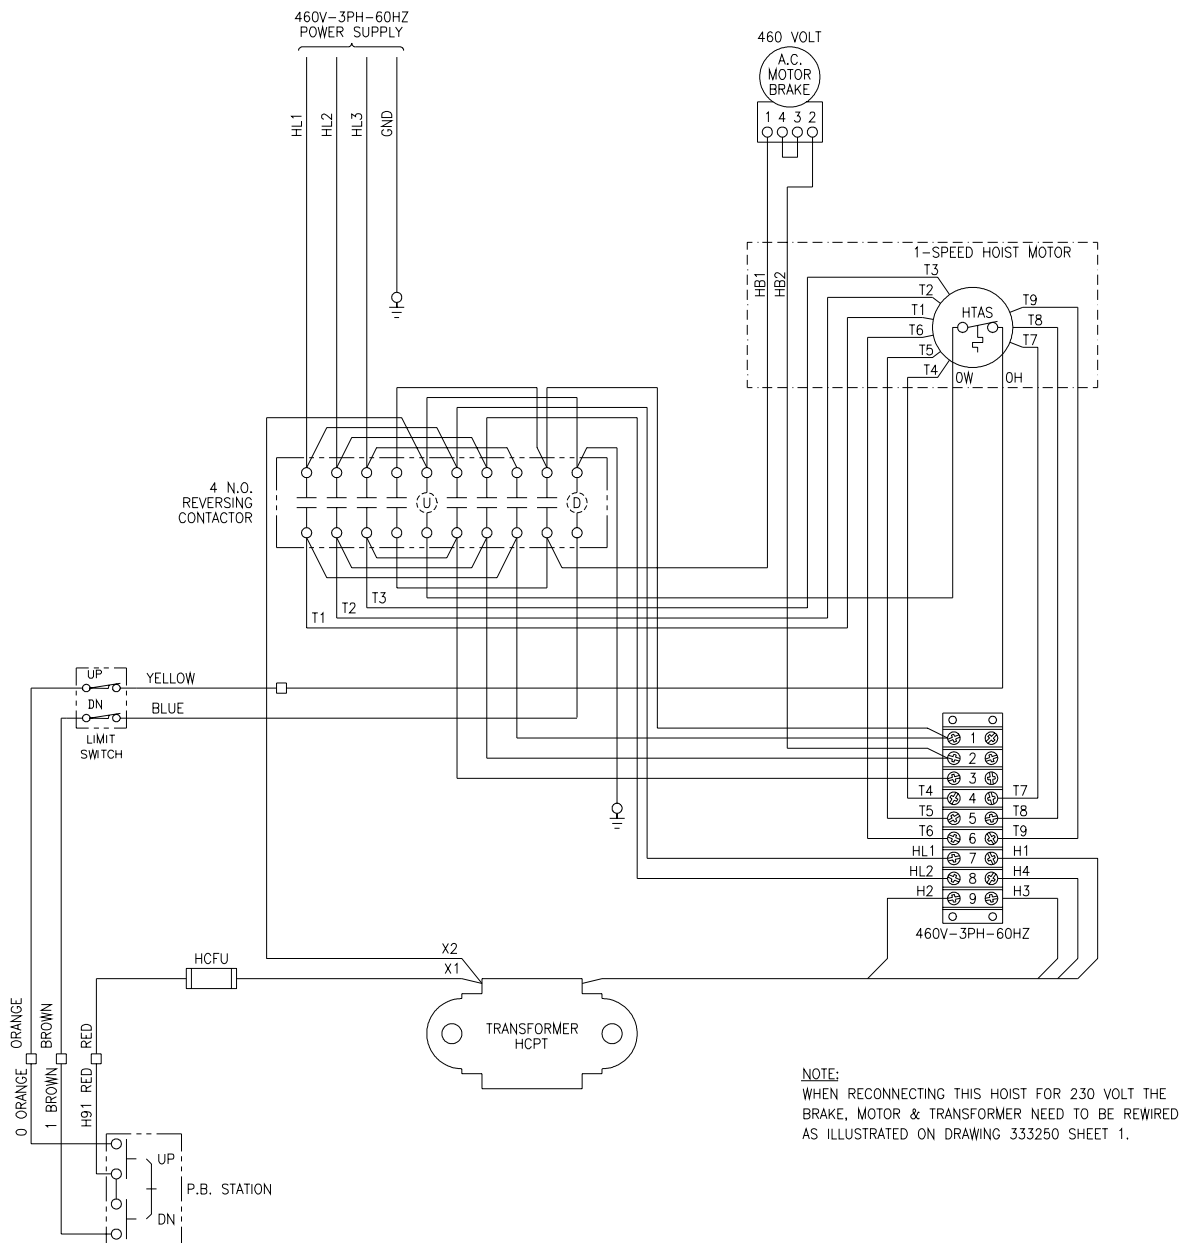 460V-3PH-60HZ
POWER SUPPLY
HL1
HL2
HL3
GND
460 VOLT
A.C.
MOTOR
BRAKE
1 4 3 2
HB1
HB2
1-SPEED HOIST MOTOR
T3
T2
T1
T6
T5
T4
HTAS
T9
T8
T7
OW
OH
4 N.O.
REVERSING
CONTACTOR
U
D
T1
T2
T3
UP
YELLOW
DN
BLUE
LIMIT
SWITCH
1
2
3
T4 4 T7
T5 5 T8
T6 6 T9
HL1 7 H1
HL2 8 H4
H2 9 H3
460V-3PH-60HZ
X2
X1
HCFU
TRANSFORMER
HCPT
ORANGE
BROWN
RED
0 ORANGE
1 BROWN
H91 RED
UP
P.B. STATION
DN
NOTE:
WHEN RECONNECTING THIS HOIST FOR 230 VOLT THE
BRAKE, MOTOR & TRANSFORMER NEED TO BE REWIRED
AS ILLUSTRATED ON DRAWING 333250 SHEET 1.